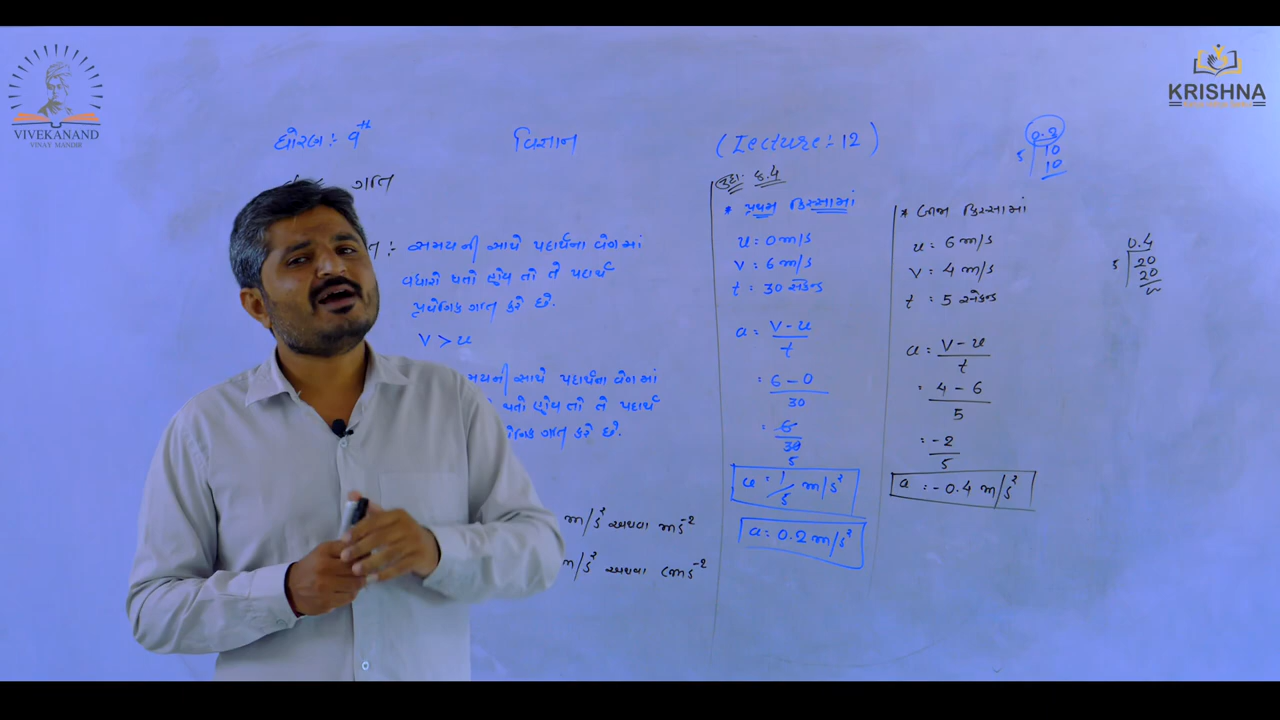 VIVEKANAND
VINAY MANDIR
KRISHNA
ધોરણ :- 9th
વિજ્ઞાન
(Lecture :- 12)
ગતિ
સમયની સાથે પદાર્થના વેગમાં
વધારો થતો હોય તો તે પદાર્થ
પ્રવેગિક ગતિ કરે છે.
V > u
મયની સાથે પદાર્થના વેગમાં
થતો હોય તો તે પદાર્થ
ગતિ કરે છે.
m/s² અથવા ms⁻²
m/s² અથવા cms⁻²
ઉદા. 8.4
* પ્રથમ કિસ્સામાં
u = 0 m/s
v = 6 m/s
t = 30 સેકન્ડ
a = V - u / t
= 6 - 0 / 30
= 6 / 30
5
a = 1/5 m/s²
a = 0.2 m/s²
* બીજા કિસ્સામાં
u = 6 m/s
v = 4 m/s
t = 5 સેકન્ડ
a = V - u / t
= 4 - 6 / 5
= -2 / 5
a = -0.4 m/s²
0.2
5 10
10
0.4
5 20
20